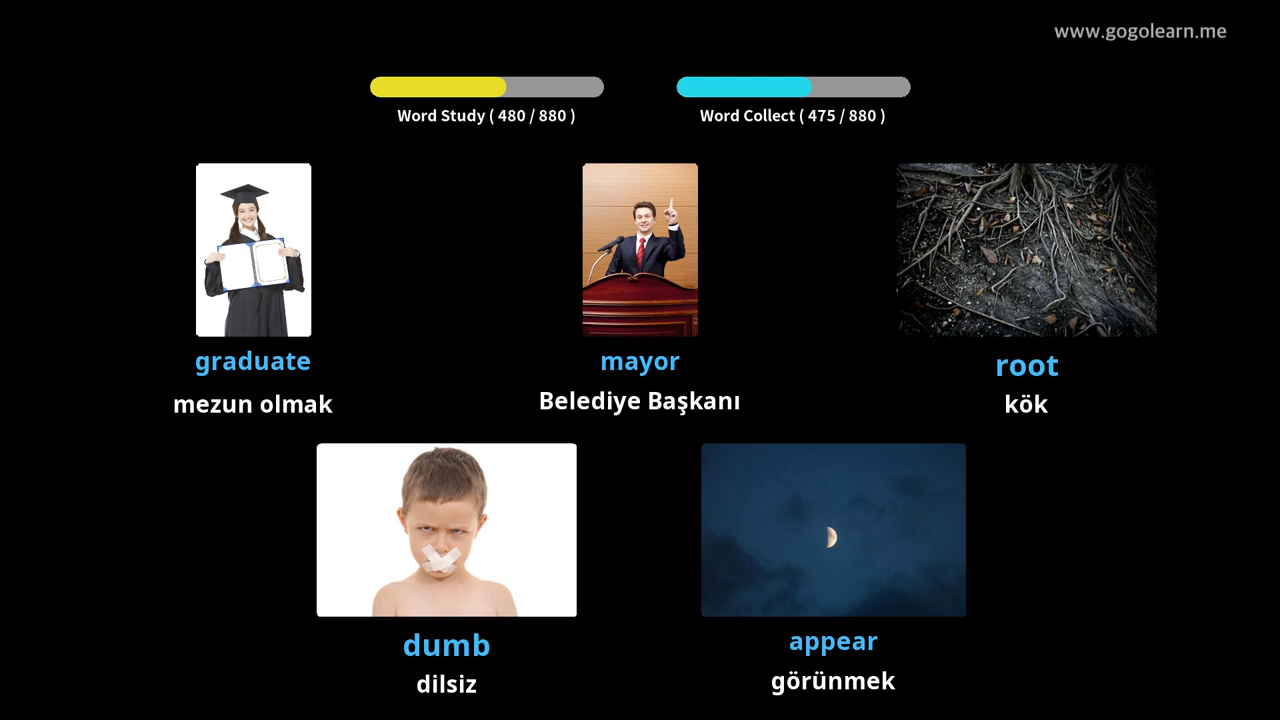 www.gogolearn.me
Word Study ( 480 / 880 )
Word Collect ( 475 / 880 )
graduate
mezun olmak
mayor
Belediye Başkanı
root
kök
dumb
dilsiz
appear
görünmek